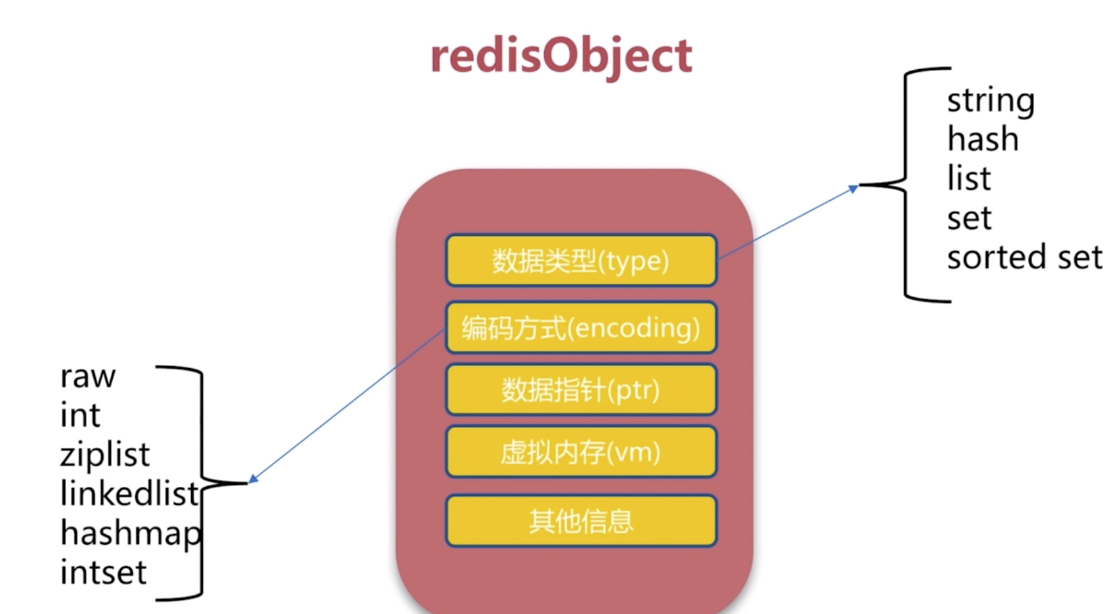 redisObject
string
hash
list
set
sorted set
数据类型(type)
编码方式(encoding)
数据指针(ptr)
虚拟内存(vm)
其他信息
raw
int
ziplist
linkedlist
hashmap
intset